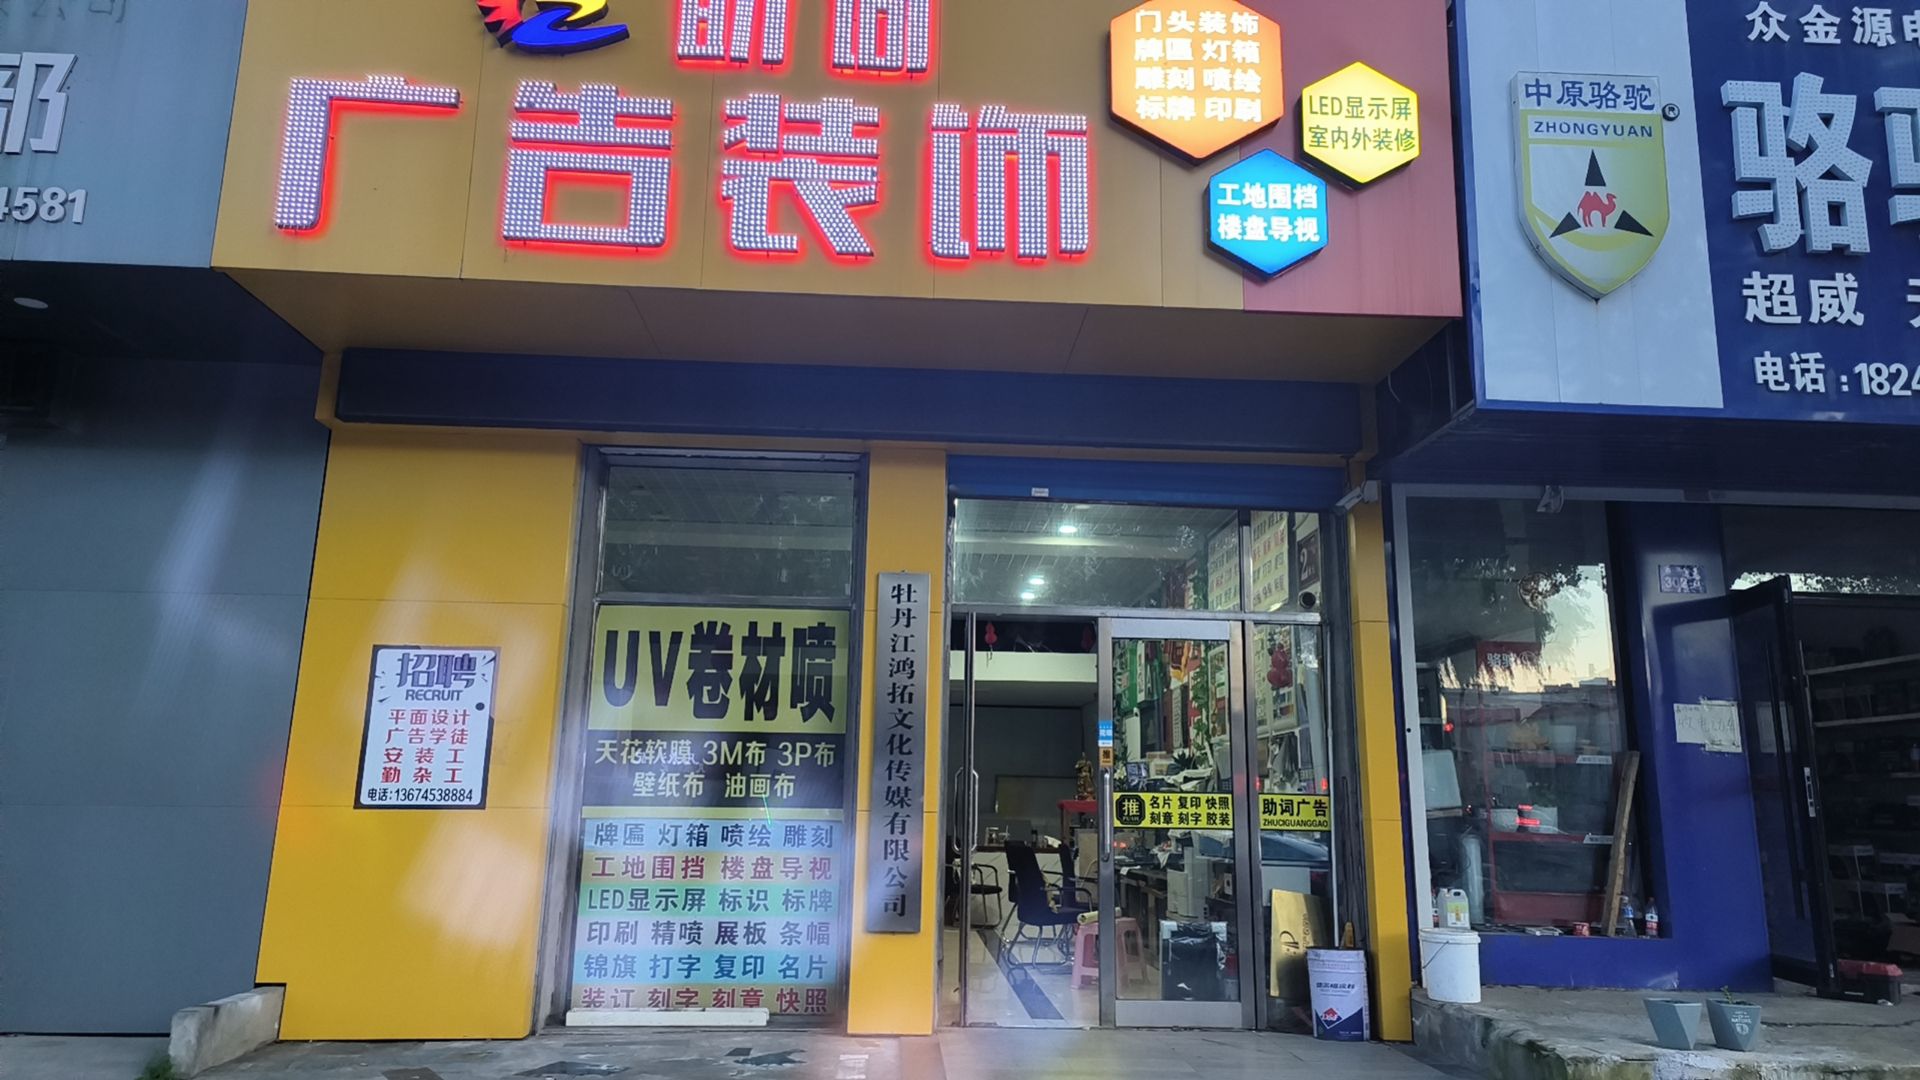 部
4581
助词
广告装饰
门头装饰
牌匾 灯箱
雕刻 喷绘
标牌 印刷
LED显示屏
室内外装修
工地围档
楼盘导视
众金源电
中原骆驼
®
ZHONGYUAN
骆
超威
电话:1824
招聘
RECRUIT
平面设计
广告学徒
安装工
勤杂工
电话:13674538884
UV卷材喷
天花软膜 3M布 3P布
壁纸布 油画布
牌匾 灯箱 喷绘 雕刻
工地围挡 楼盘导视
LED显示屏 标识 标牌
印刷 精喷 展板 条幅
锦旗 打字 复印 名片
装订 刻字 刻章 快照
牡丹江鸿拓文化传媒有限公司
推
PUSH
名片 复印 快照
刻章 刻字 胶装
助词广告
ZHUCIGUANGGAO
302